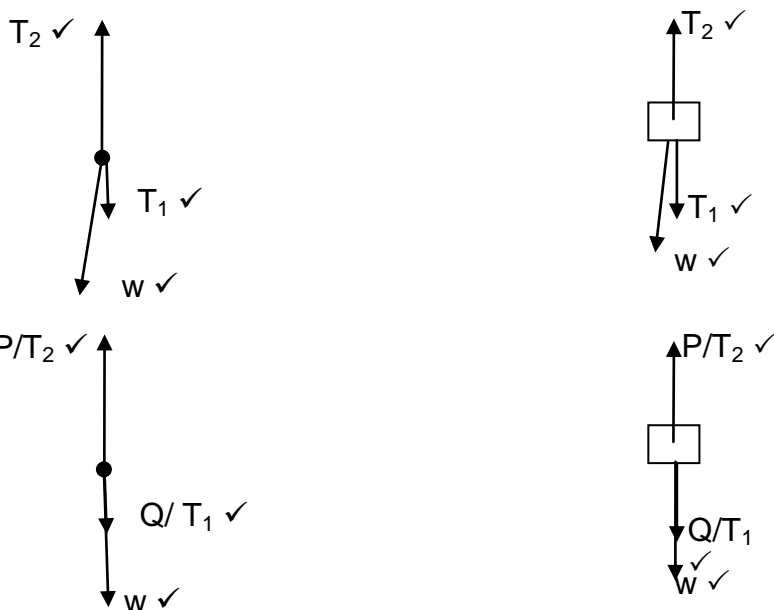 T₂ ✓
T₂ ✓
T₁ ✓
T₁ ✓
w ✓
w ✓
P/T₂ ✓
P/T₂ ✓
Q/ T₁ ✓
Q/T₁
✓
w ✓
w ✓